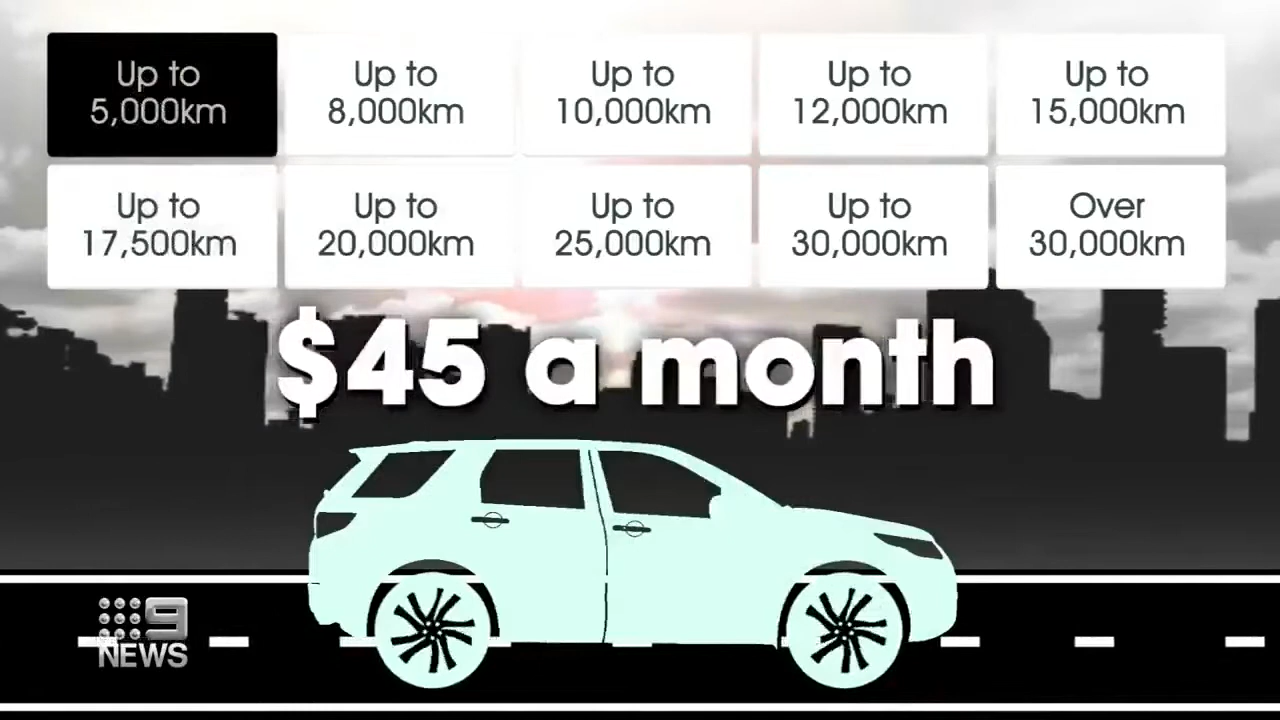 Up to
5,000km
Up to
8,000km
Up to
10,000km
Up to
12,000km
Up to
15,000km
Up to
17,500km
Up to
20,000km
Up to
25,000km
Up to
30,000km
Over
30,000km
$45 a month
9
NEWS